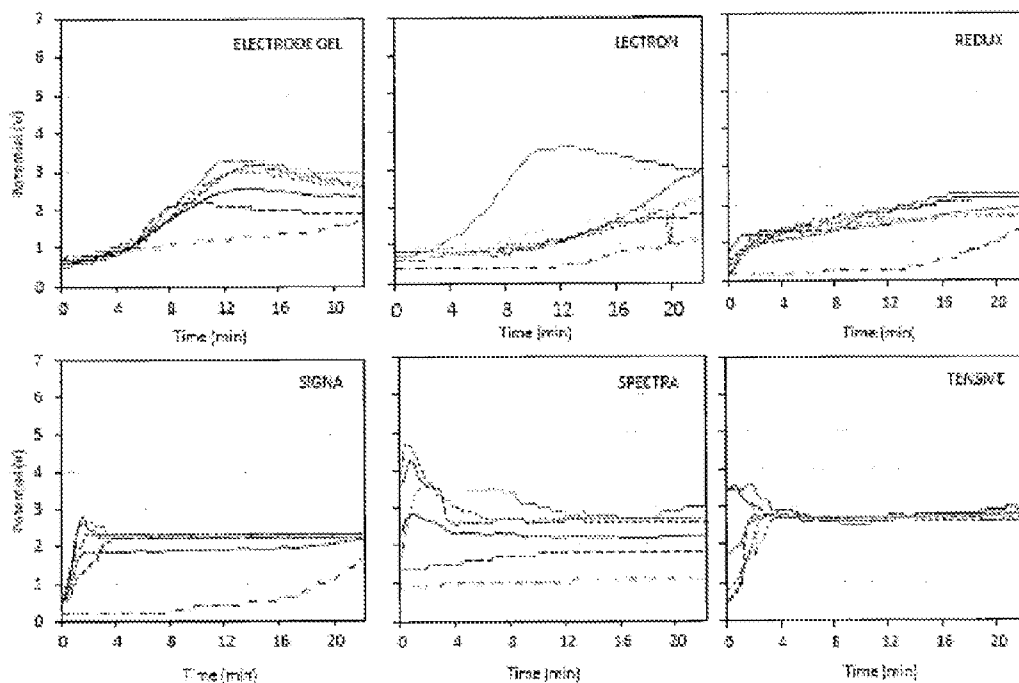 7
6
5
4
3
2
1
0
Potential (V)
ELECTRODE GEL
0 4 8 12 16 20
Time (min)
LECTRON
0 4 8 12 16 20
Time (min)
REDUX
0 4 8 12 16 20
Time (min)
7
6
5
4
3
2
1
0
Potential (V)
SIGNA
0 4 8 12 16 20
Time (min)
SPECTRA
0 4 8 12 16 20
Time (min)
TENSIVE
0 4 8 12 16 20
Time (min)